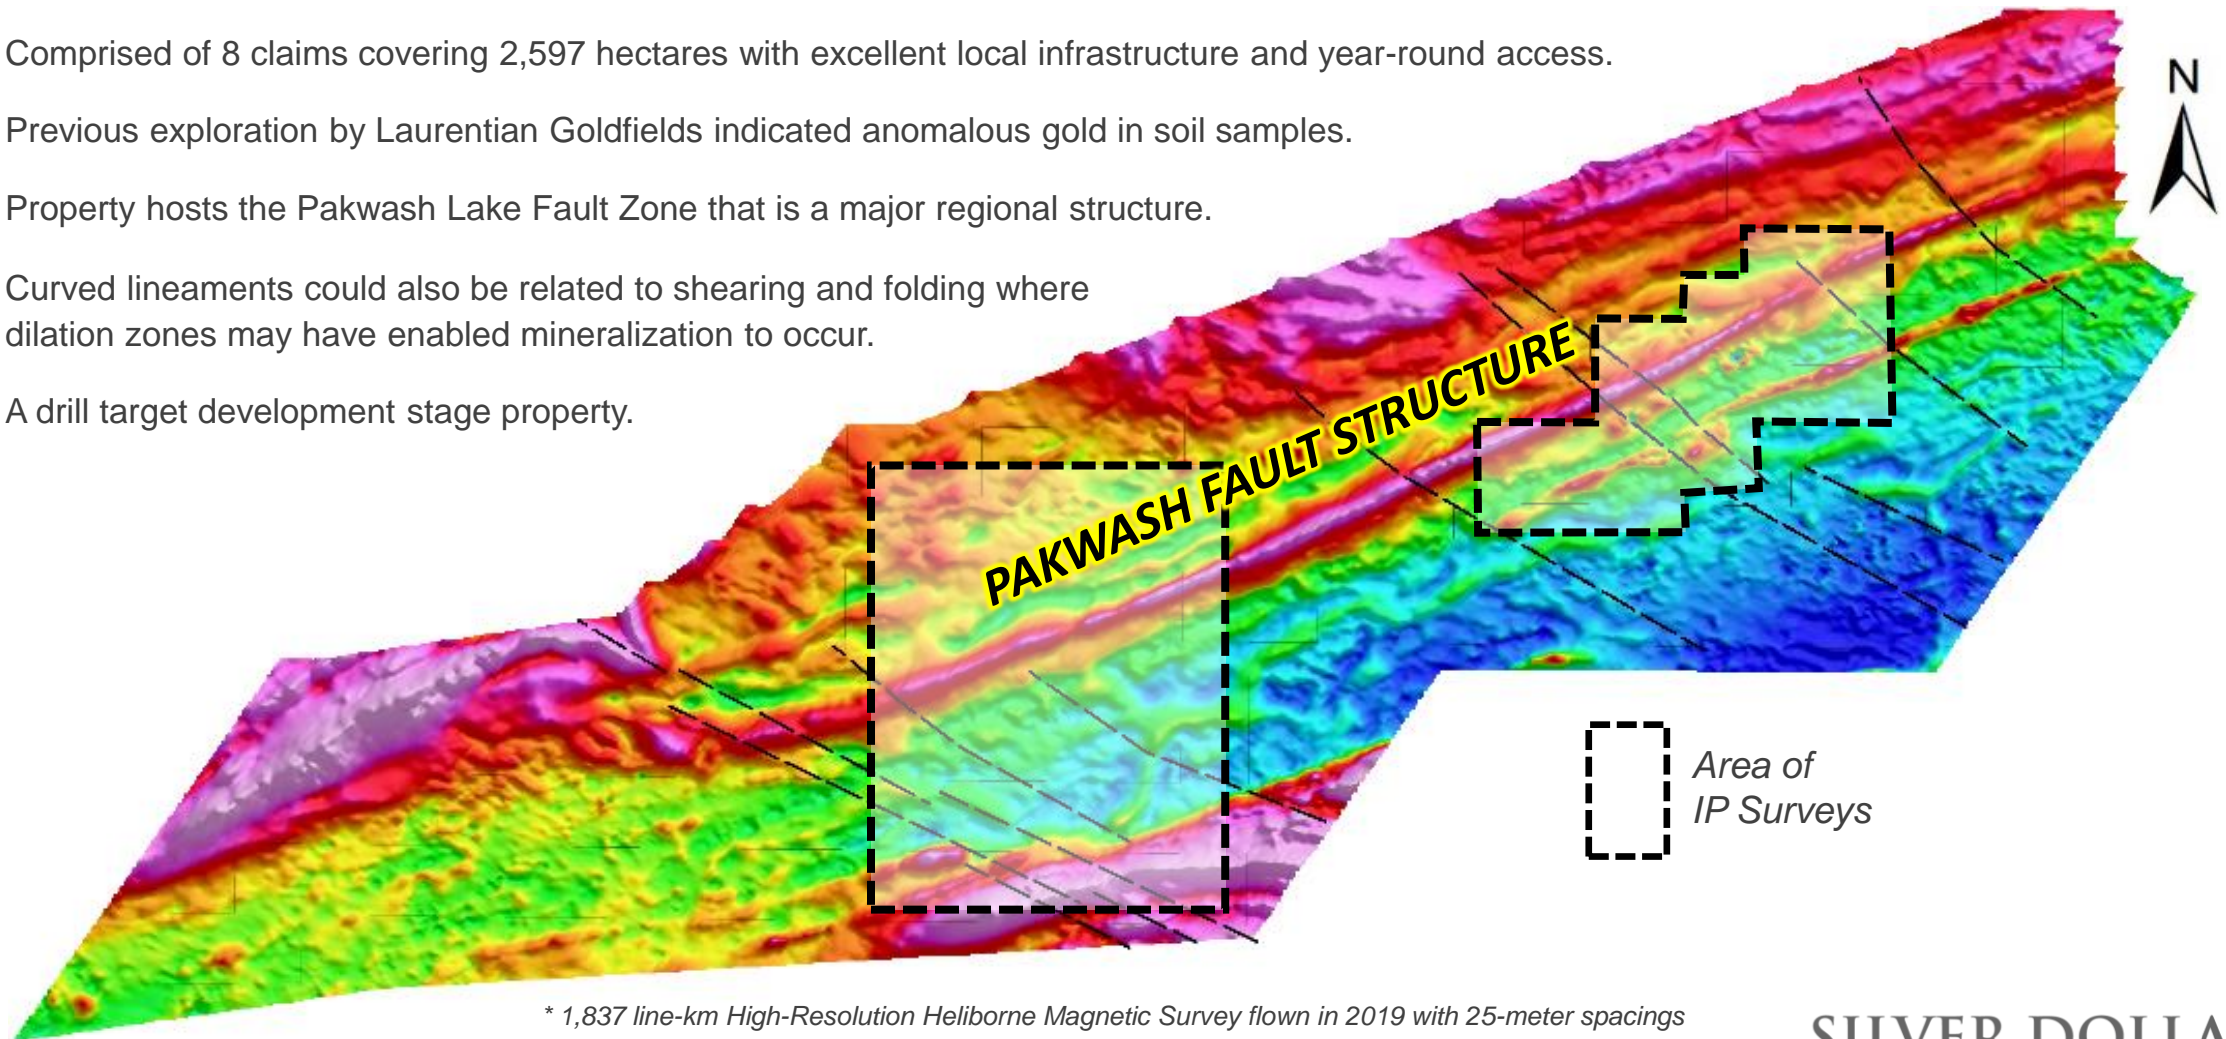 Comprised of 8 claims covering 2,597 hectares with excellent local infrastructure and year-round access.
Previous exploration by Laurentian Goldfields indicated anomalous gold in soil samples.
Property hosts the Pakwash Lake Fault Zone that is a major regional structure.
Curved lineaments could also be related to shearing and folding where
dilation zones may have enabled mineralization to occur.
A drill target development stage property.
N
PAKWASH FAULT STRUCTURE
Area of
IP Surveys
* 1,837 line-km High-Resolution Heliborne Magnetic Survey flown in 2019 with 25-meter spacings
SILVER